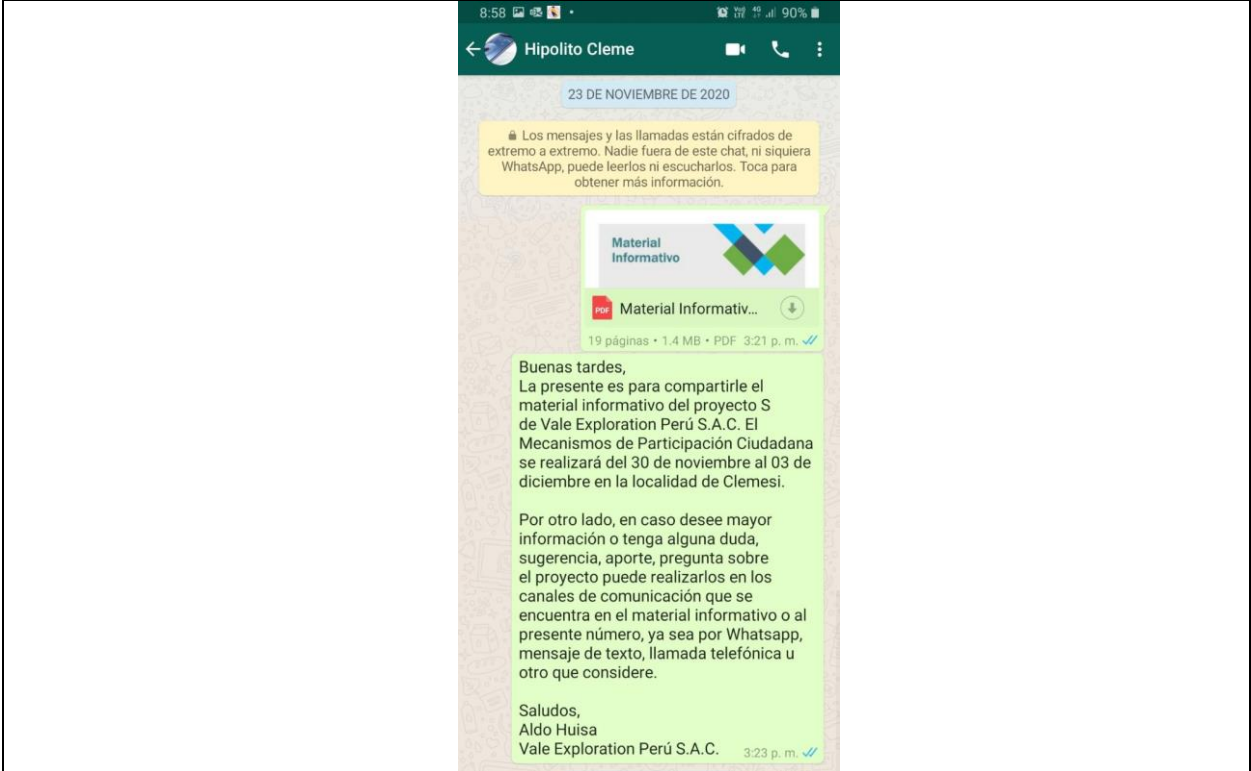 8:58 90%
Hipolito Cleme
23 DE NOVIEMBRE DE 2020
Los mensajes y las llamadas están cifrados de
extremo a extremo. Nadie fuera de este chat, ni siquiera
WhatsApp, puede leerlos ni escucharlos. Toca para
obtener más información.
Material
Informativo
PDF Material Informativ...
19 páginas • 1.4 MB • PDF 3:21 p. m.
Buenas tardes,
La presente es para compartirle el
material informativo del proyecto S
de Vale Exploration Perú S.A.C. El
Mecanismos de Participación Ciudadana
se realizará del 30 de noviembre al 03 de
diciembre en la localidad de Clemesi.
Por otro lado, en caso desee mayor
información o tenga alguna duda,
sugerencia, aporte, pregunta sobre
el proyecto puede realizarlos en los
canales de comunicación que se
encuentra en el material informativo o al
presente número, ya sea por Whatsapp,
mensaje de texto, llamada telefónica u
otro que considere.
Saludos,
Aldo Huisa
Vale Exploration Perú S.A.C. 3:23 p. m.